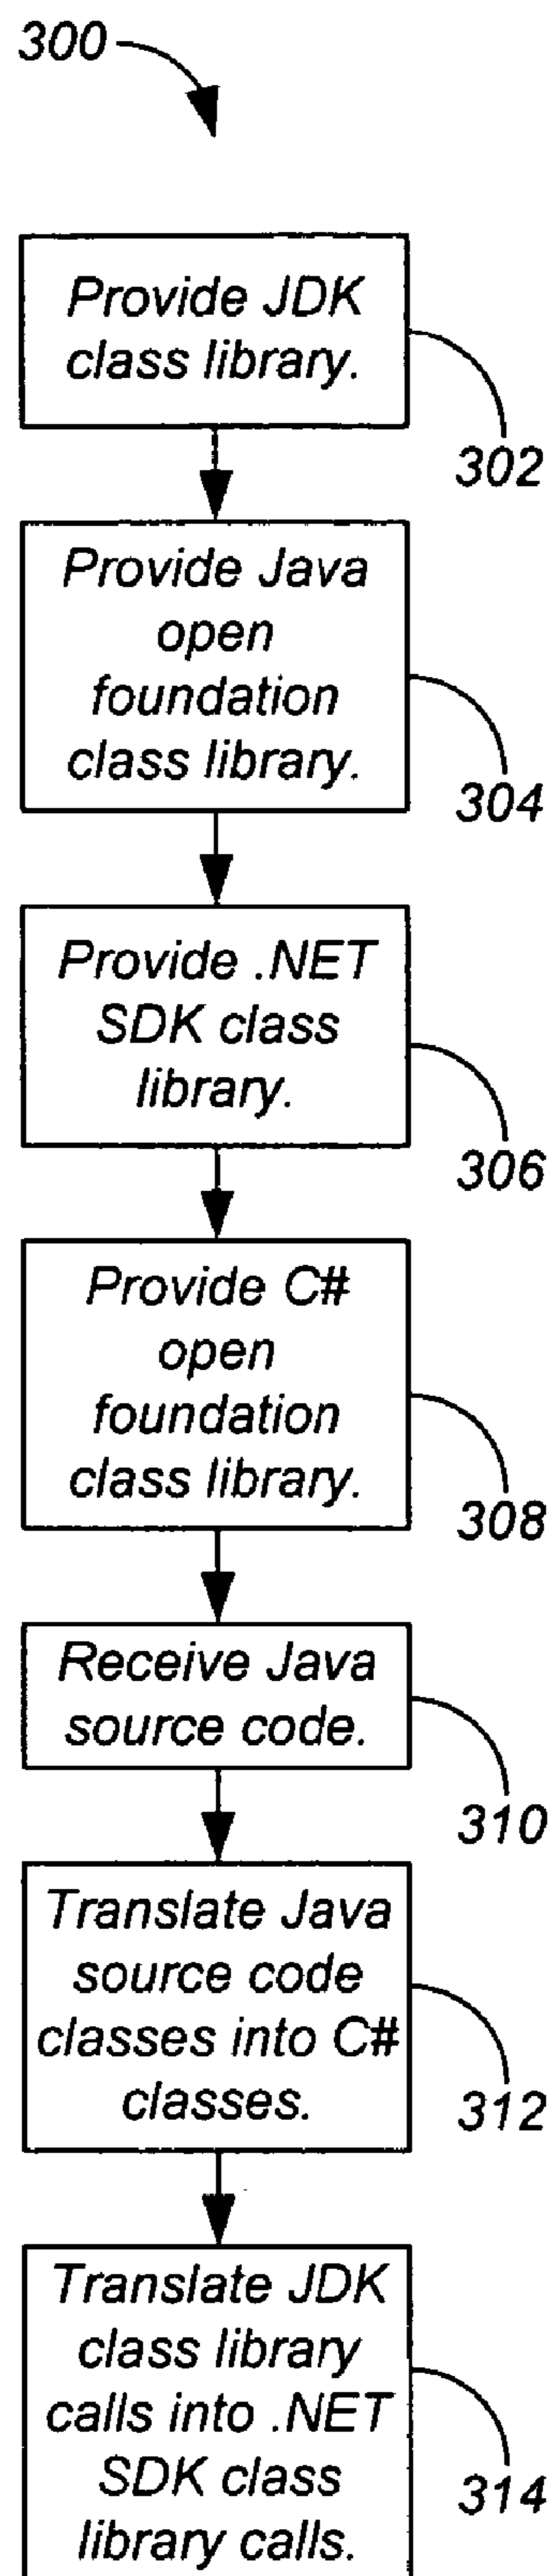 300
Provide JDK
class library.
302
Provide Java
open
foundation
class library.
304
Provide .NET
SDK class
library.
306
Provide C#
open
foundation
class library.
308
Receive Java
source code.
310
Translate Java
source code
classes into C#
classes.
312
Translate JDK
class library
calls into .NET
SDK class
library calls.
314